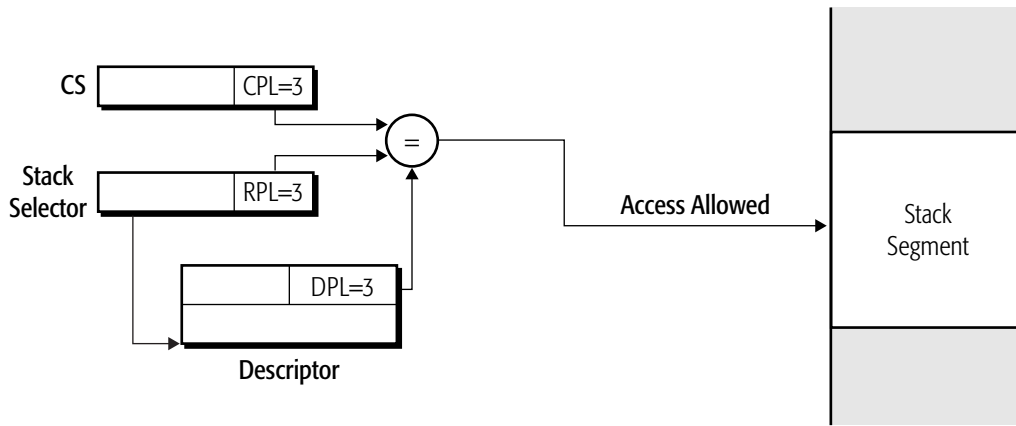 CS
CPL=3
=
Stack
Selector
RPL=3
Access Allowed
Stack
Segment
DPL=3
Descriptor